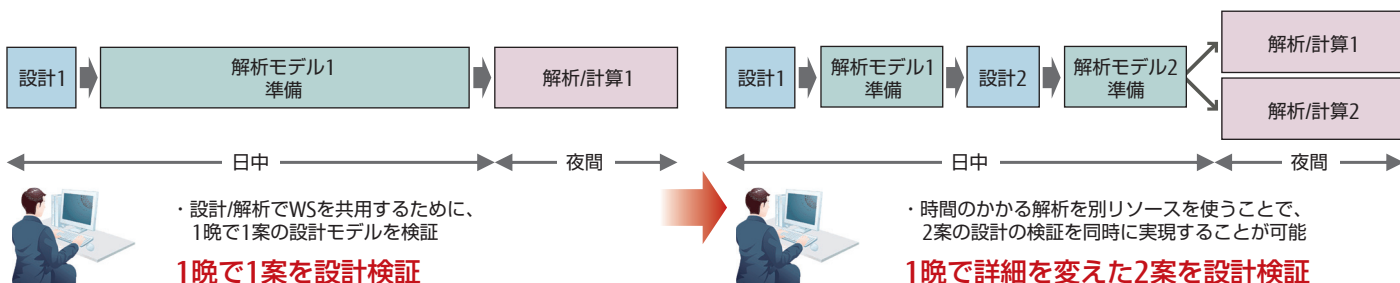 設計1
解析モデル1
準備
解析/計算1
日中
夜間
・設計/解析でWSを共用するために、
1晩で1案の設計モデルを検証
1晩で1案を設計検証
設計1
解析モデル1
準備
設計2
解析モデル2
準備
解析/計算1
解析/計算2
日中
夜間
・時間のかかる解析を別リソースを使うことで、
2案の設計の検証を同時に実現することが可能
1晩で詳細を変えた2案を設計検証